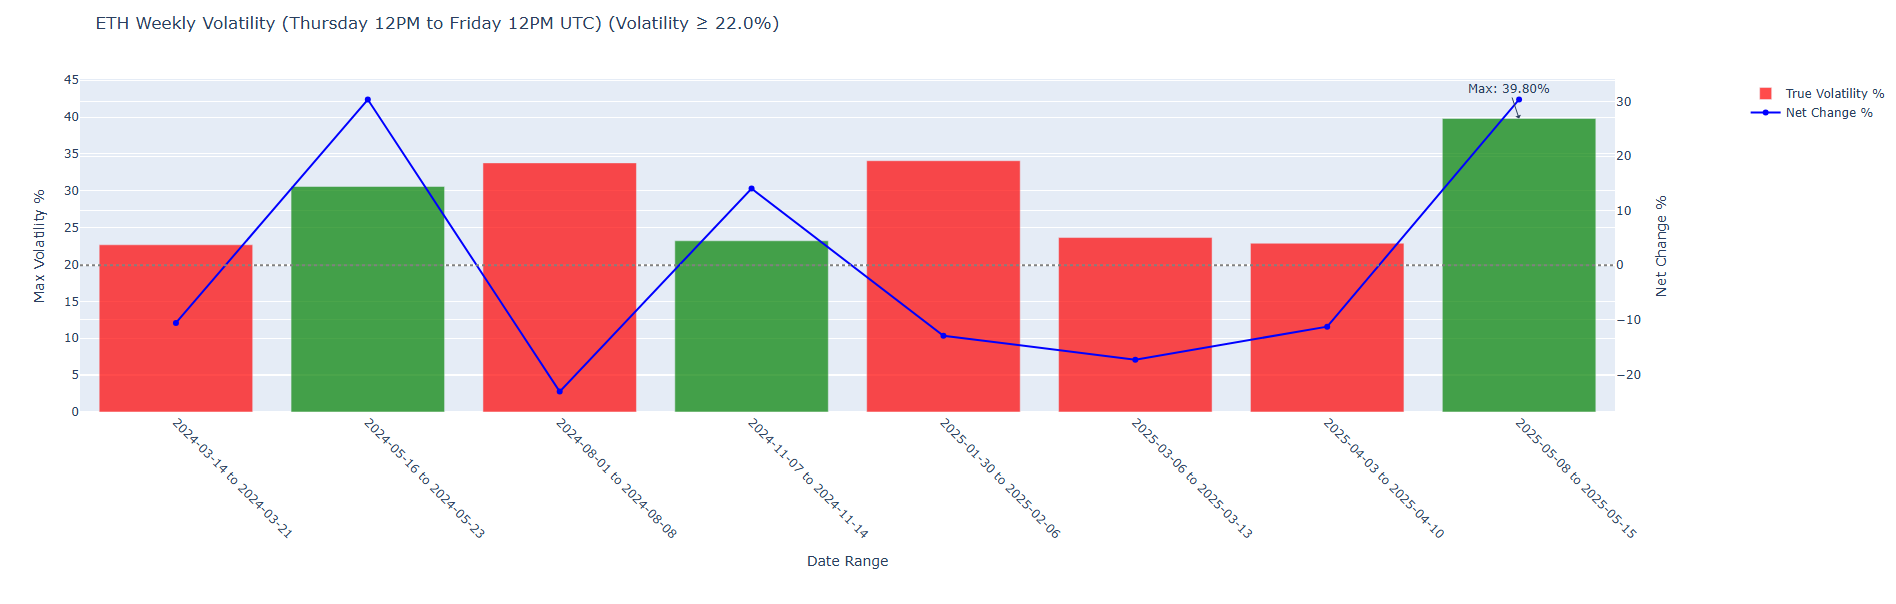 ETH Weekly Volatility (Thursday 12PM to Friday 12PM UTC) (Volatility ≥ 22.0%)
Max: 39.80%
True Volatility %
Net Change %
Max Volatility %
45
40
35
30
25
20
15
10
5
0
30
20
10
0
−10
−20
Net Change %
2024-03-14 to 2024-03-21
2024-05-16 to 2024-05-23
2024-08-01 to 2024-08-08
2024-11-07 to 2024-11-14
2025-01-30 to 2025-02-06
2025-03-06 to 2025-03-13
2025-04-03 to 2025-04-10
2025-05-08 to 2025-05-15
Date Range